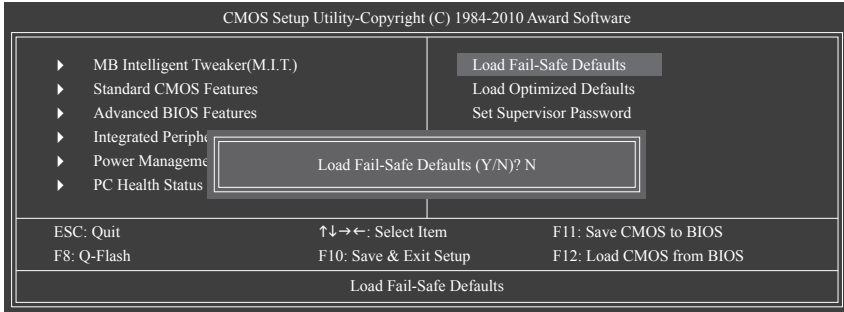 CMOS Setup Utility-Copyright (C) 1984-2010 Award Software
MB Intelligent Tweaker(M.I.T.)
Standard CMOS Features
Advanced BIOS Features
Integrated Periphe
Power Manageme
PC Health Status
Load Fail-Safe Defaults
Load Optimized Defaults
Set Supervisor Password
Load Fail-Safe Defaults (Y/N)? N
ESC: Quit
↑↓→←: Select Item
F11: Save CMOS to BIOS
F8: Q-Flash
F10: Save & Exit Setup
F12: Load CMOS from BIOS
Load Fail-Safe Defaults